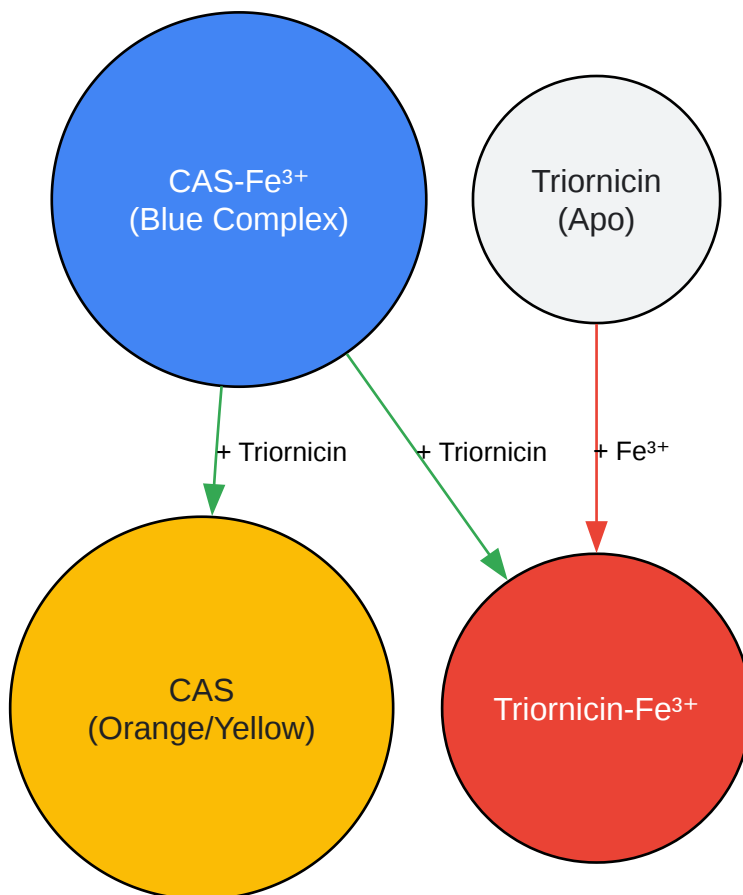 CAS-Fe³⁺
(Blue Complex)
Triornicin
(Apo)
+ Triornicin
+ Triornicin
+ Fe³⁺
CAS
(Orange/Yellow)
Triornicin-Fe³⁺